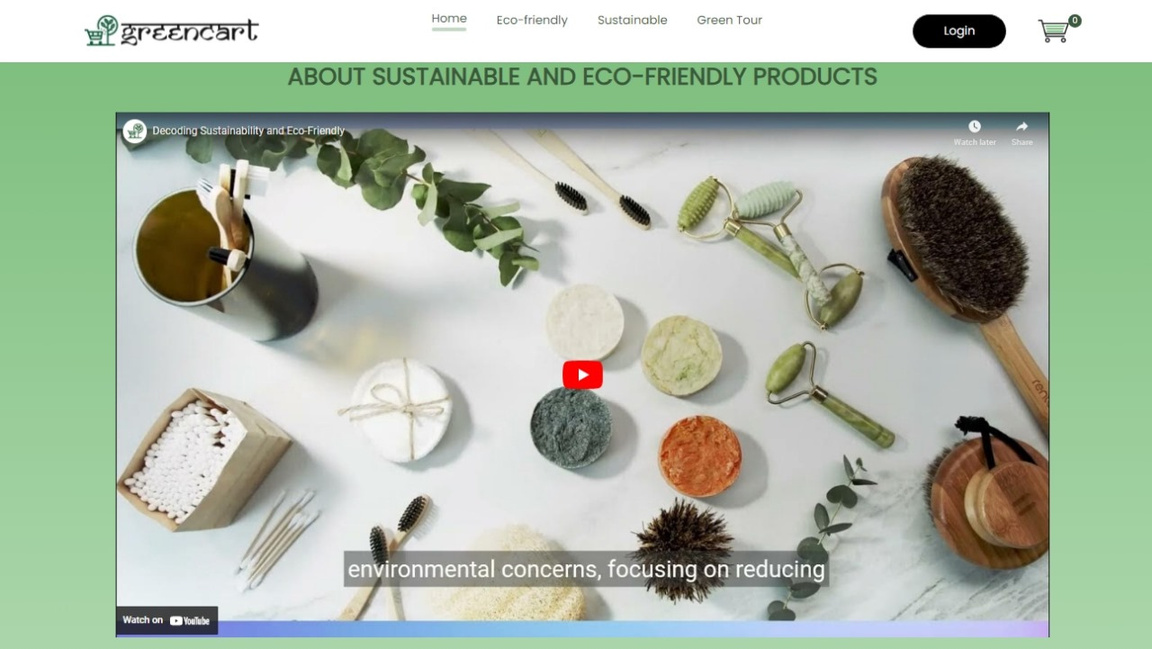 greencart
Home
Eco-friendly
Sustainable
Green Tour
Login
0
ABOUT SUSTAINABLE AND ECO-FRIENDLY PRODUCTS
Decoding Sustainability and Eco-Friendly
Watch later
Share
environmental concerns, focusing on reducing
Watch on YouTube